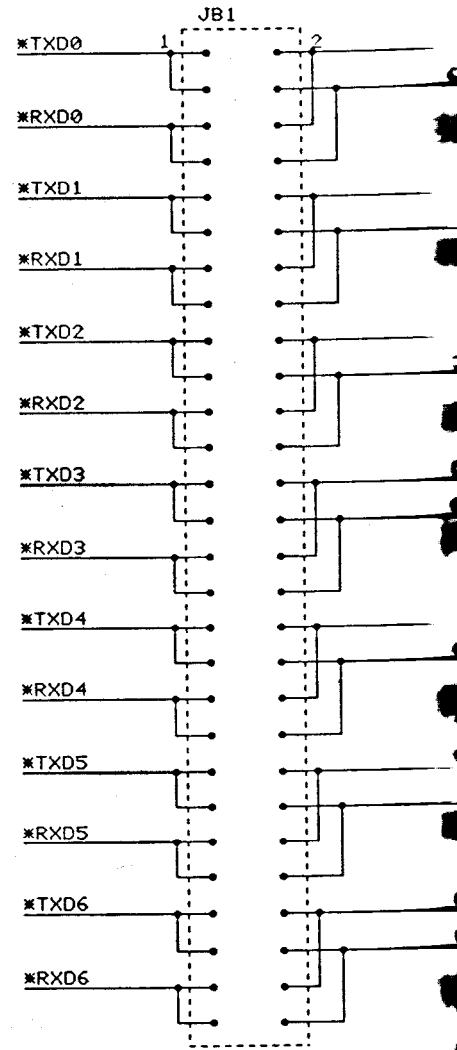 JB1
*TXD0 1 2
*RXD0
*TXD1
*RXD1
*TXD2
*RXD2
*TXD3
*RXD3
*TXD4
*RXD4
*TXD5
*RXD5
*TXD6
*RXD6